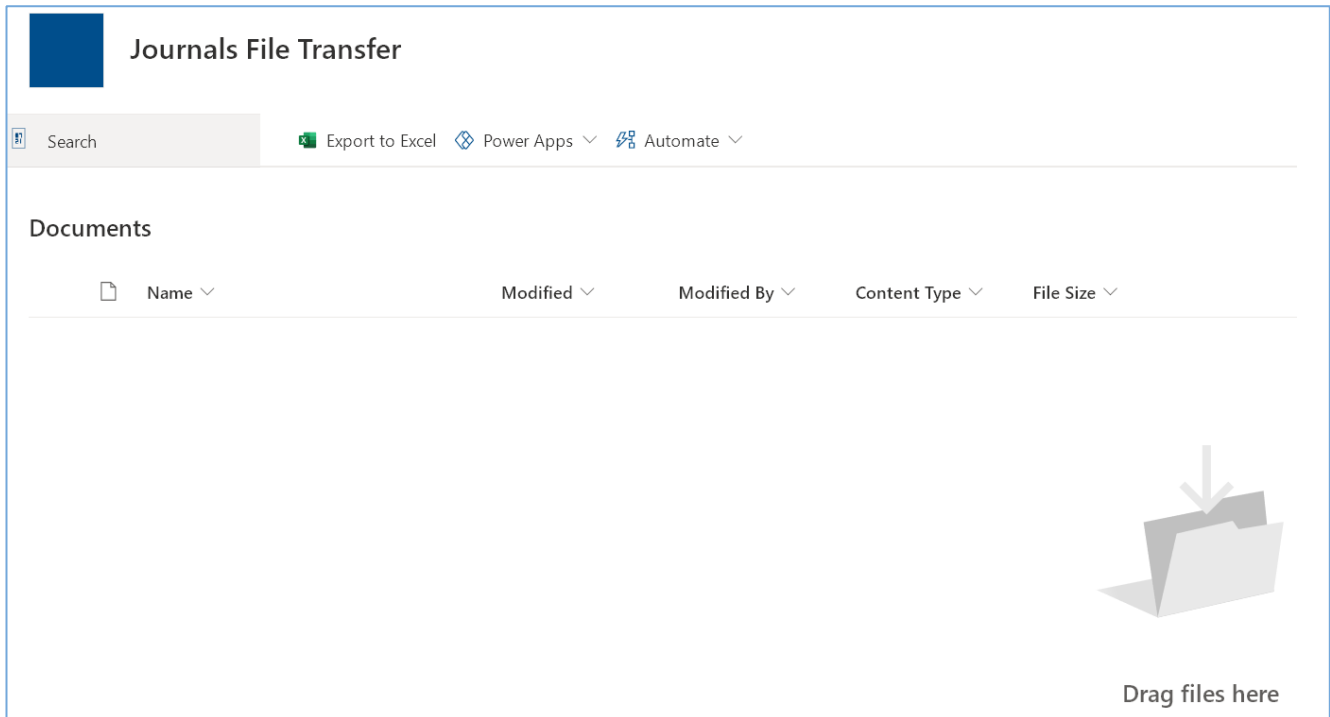 Journals File Transfer
Search Export to Excel Power Apps Automate
Documents
Name Modified Modified By Content Type File Size
Drag files here